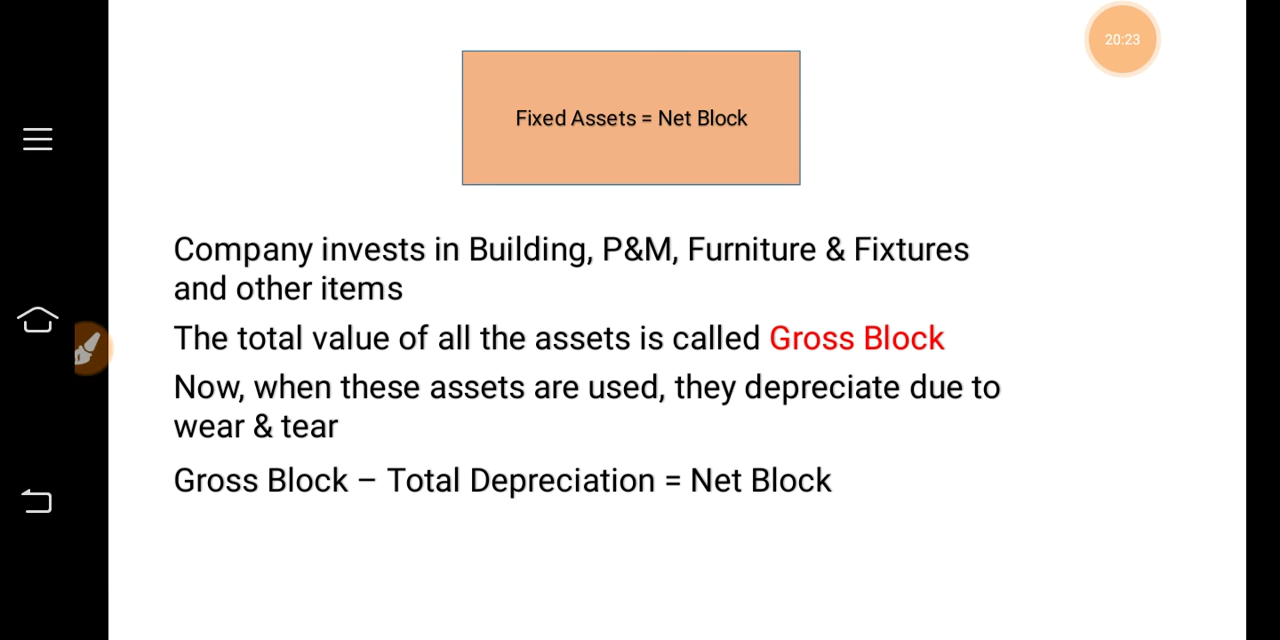 20:23
Fixed Assets = Net Block
Company invests in Building, P&M, Furniture & Fixtures
and other items
The total value of all the assets is called Gross Block
Now, when these assets are used, they depreciate due to
wear & tear
Gross Block – Total Depreciation = Net Block